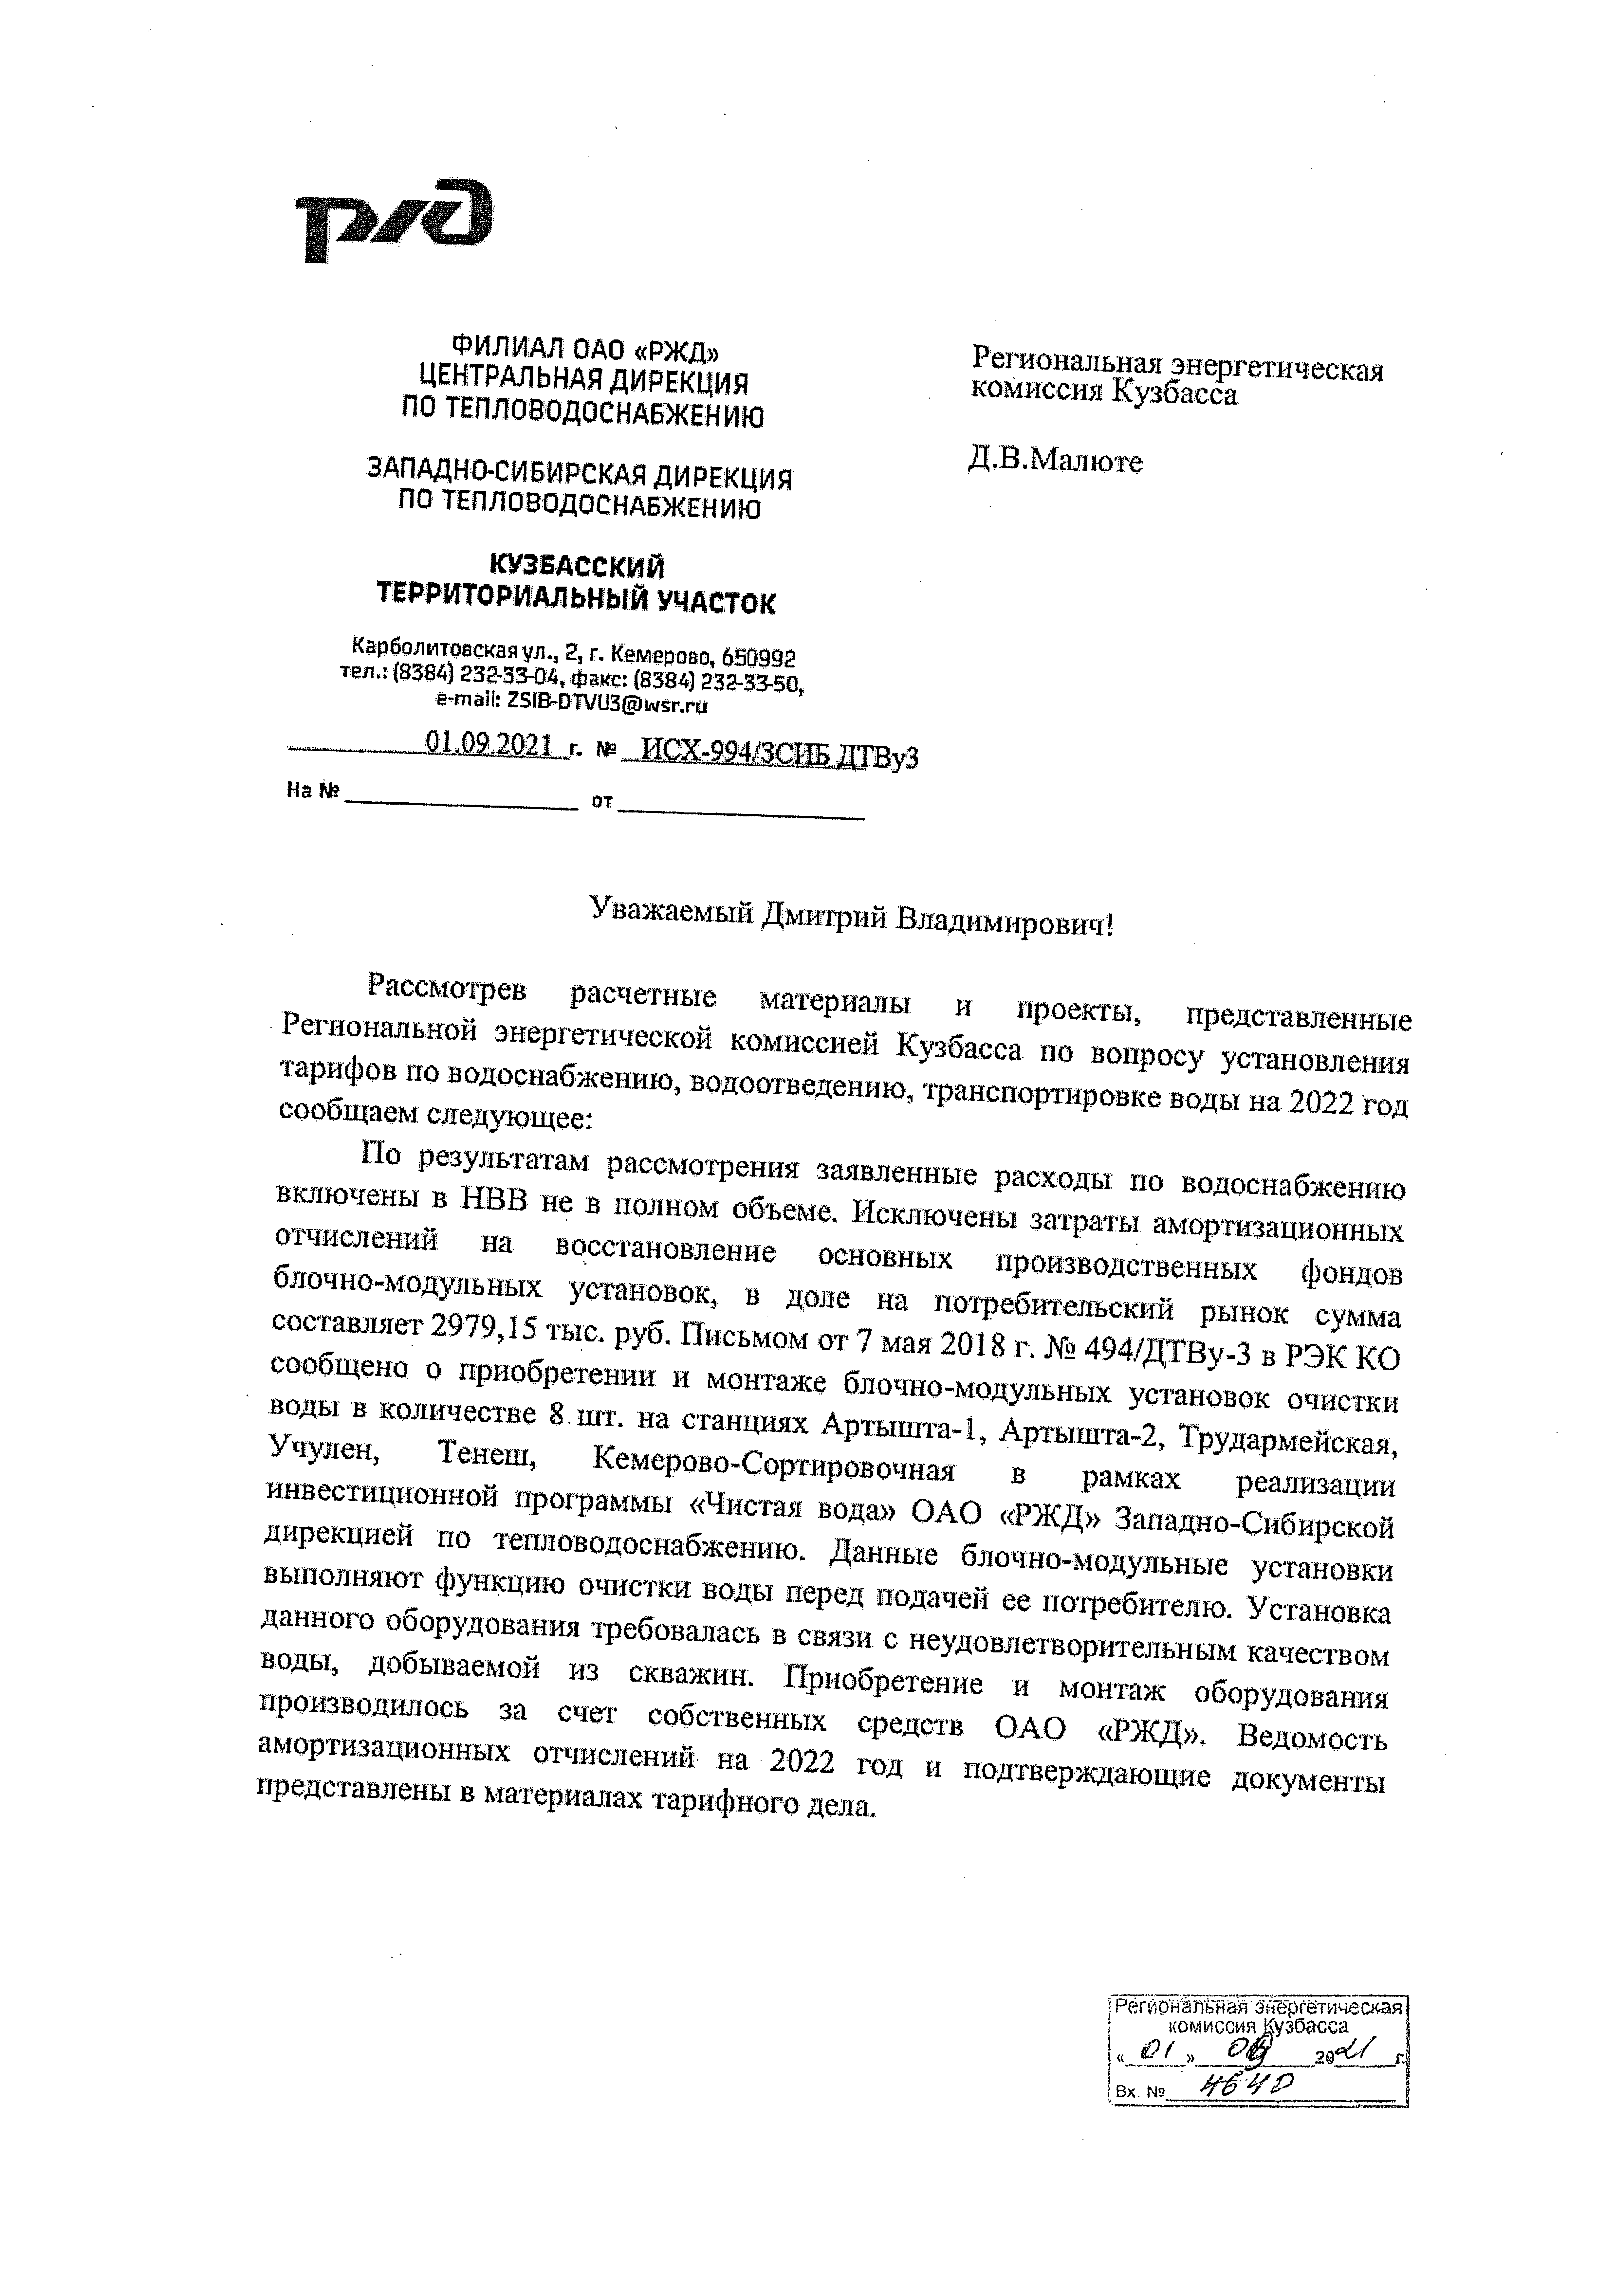 ржд
ФИЛИАЛ ОАО «РЖД»
ЦЕНТРАЛЬНАЯ ДИРЕКЦИЯ
ПО ТЕПЛОВОДОСНАБЖЕНИЮ
ЗАПАДНО-СИБИРСКАЯ ДИРЕКЦИЯ
ПО ТЕПЛОВОДОСНАБЖЕНИЮ
КУЗБАССКИЙ
ТЕРРИТОРИАЛЬНЫЙ УЧАСТОК
Карболитовская ул., 2, г. Кемерово, 650992
тел.: (8384) 232-33-04, факс: (8384) 232-33-50,
e-mail: ZSIB-DTVU3@wsr.ru
01.09.2021 г. № ИСХ-994/ЗСИБ ДТВу3
На № от
Региональная энергетическая
комиссия Кузбасса
Д.В.Малюте
Уважаемый Дмитрий Владимирович!
Рассмотрев расчетные материалы и проекты, представленные
Региональной энергетической комиссией Кузбасса по вопросу установления
тарифов по водоснабжению, водоотведению, транспортировке воды на 2022 год
сообщаем следующее:
По результатам рассмотрения заявленные расходы по водоснабжению
включены в НВВ не в полном объеме. Исключены затраты амортизационных
отчислений на восстановление основных производственных фондов
блочно-модульных установок, в доле на потребительский рынок сумма
составляет 2979,15 тыс. руб. Письмом от 7 мая 2018 г. № 494/ДТВу-3 в РЭК КО
сообщено о приобретении и монтаже блочно-модульных установок очистки
воды в количестве 8 шт. на станциях Артышта-1, Артышта-2, Трудармейская,
Учулен, Тенеш, Кемерово-Сортировочная в рамках реализации
инвестиционной программы «Чистая вода» ОАО «РЖД» Западно-Сибирской
дирекцией по тепловодоснабжению. Данные блочно-модульные установки
выполняют функцию очистки воды перед подачей ее потребителю. Установка
данного оборудования требовалась в связи с неудовлетворительным качеством
воды, добываемой из скважин. Приобретение и монтаж оборудования
производилось за счет собственных средств ОАО «РЖД». Ведомость
амортизационных отчислений на 2022 год и подтверждающие документы
представлены в материалах тарифного дела.
Региональная энергетическая
комиссия Кузбасса
« 01 » 09 2021 г.
Вх. № 4640